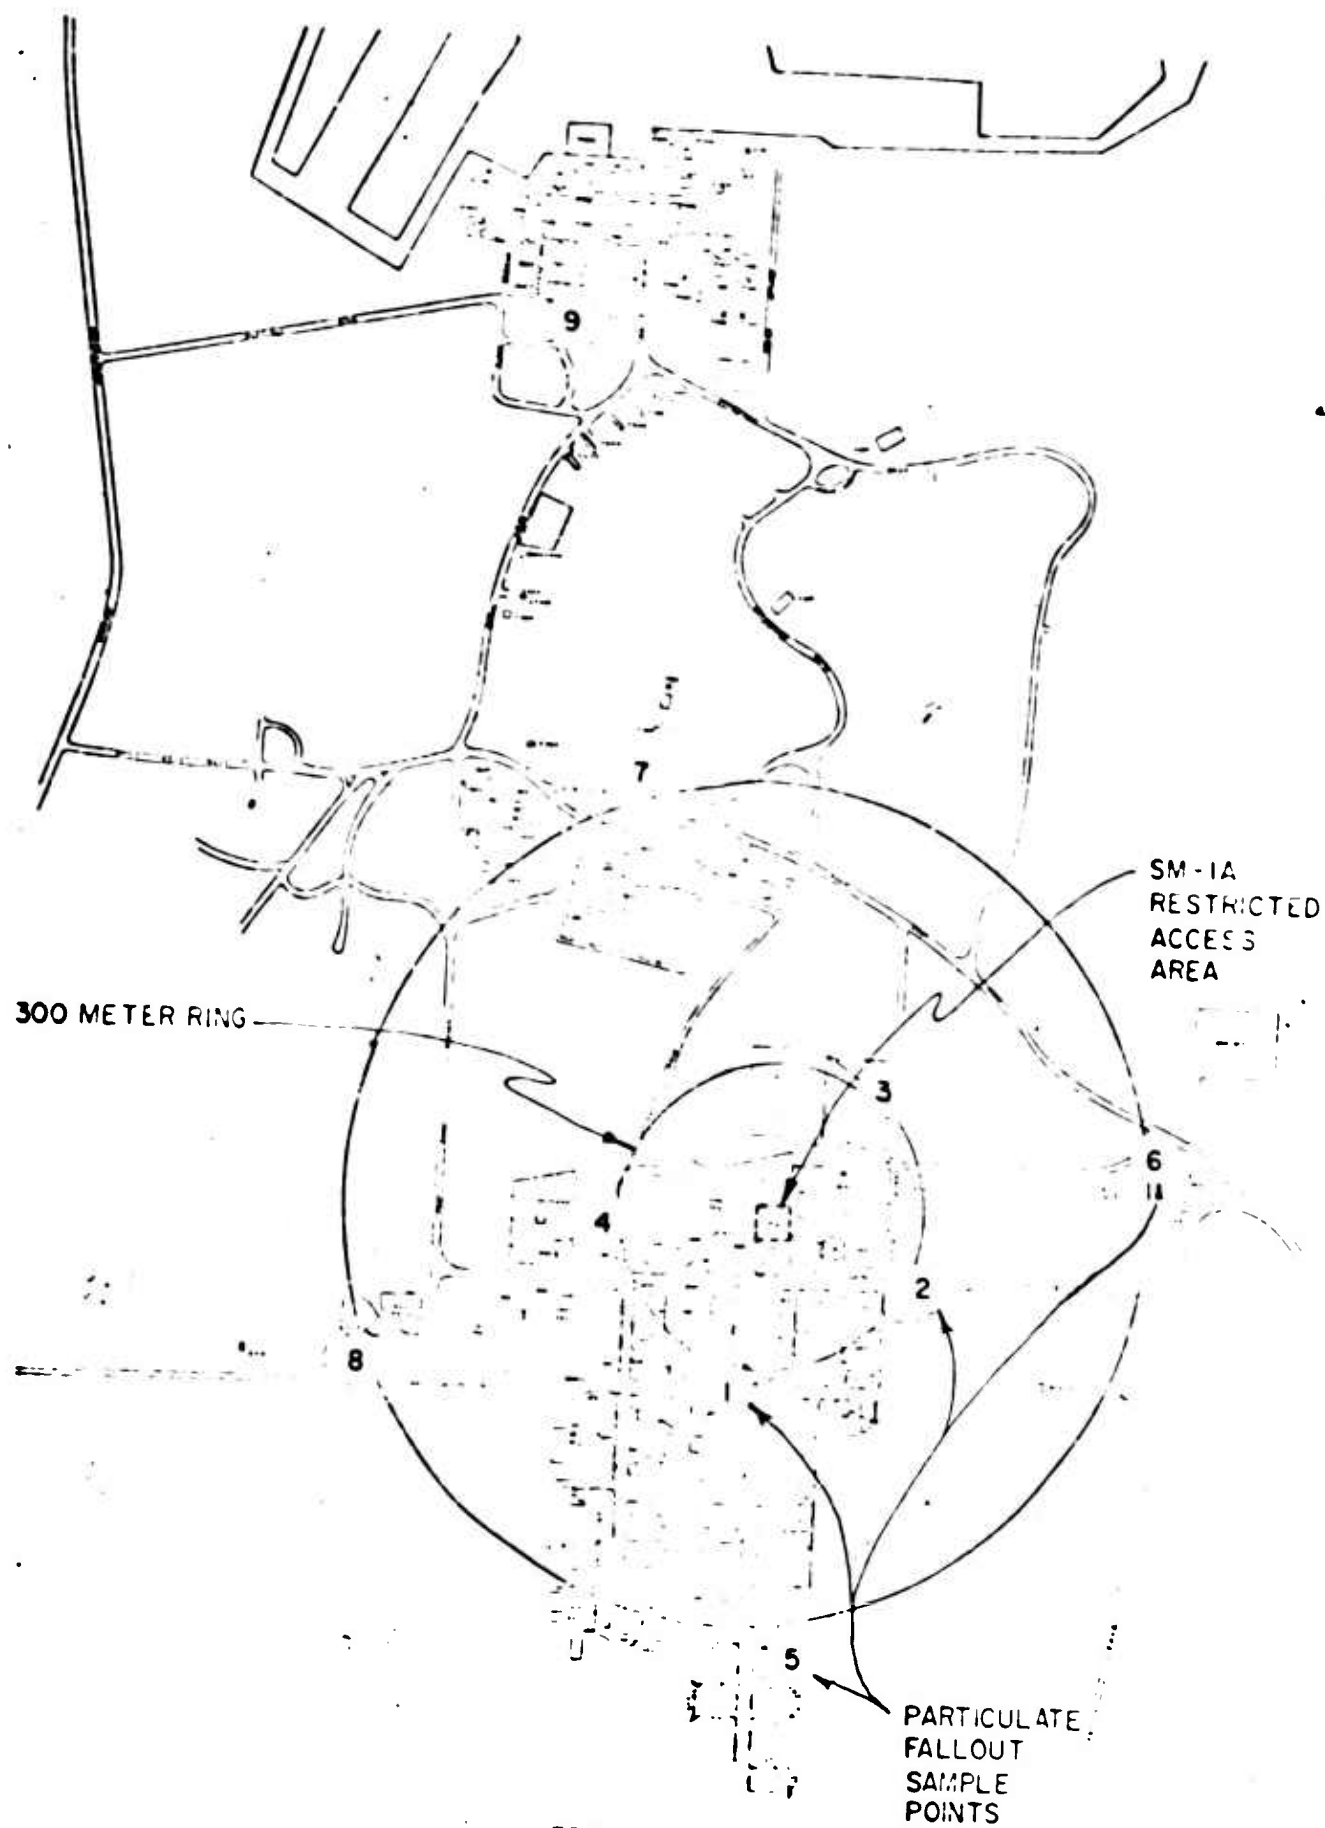 9
7
SM-1A
RESTRICTED
ACCESS
AREA
300 METER RING
3
6
4
2
8
1
5
PARTICULATE
FALLOUT
SAMPLE
POINTS